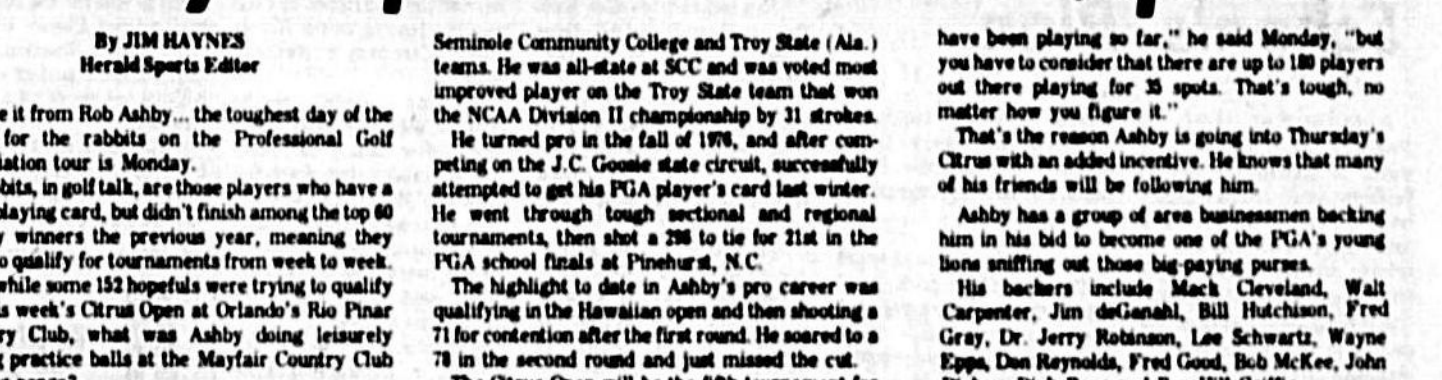 By JIM HAYNES
Herald Sports Editor
e it from Rob Ashby... the toughest day of the
for the rabbits on the Professional Golf
iation tour is Monday.
bits, in golf talk, are those players who have a
laying card, but didn't finish among the top 60
y winners the previous year, meaning they
o qualify for tournaments from week to week.
while some 152 hopefuls were trying to qualify
s week's Citrus Open at Orlando's Rio Pinar
ry Club, what was Ashby doing leisurely
g practice balls at the Mayfair Country Club
Seminole Community College and Troy State (Ala.)
teams. He was all-state at SCC and was voted most
improved player on the Troy State team that won
the NCAA Division II championship by 31 strokes.
He turned pro in the fall of 1976, and after com-
peting on the J.C. Goosie state circuit, successfully
attempted to get his PGA player's card last winter.
He went through tough sectional and regional
tournaments, then shot a 298 to tie for 21st in the
PGA school finals at Pinehurst, N.C.
The highlight to date in Ashby's pro career was
qualifying in the Hawaiian open and then shooting a
71 for contention after the first round. He soared to a
78 in the second round and just missed the cut.
have been playing so far," he said Monday, "but
you have to consider that there are up to 180 players
out there playing for 35 spots. That's tough, no
matter how you figure it."
That's the reason Ashby is going into Thursday's
Citrus with an added incentive. He knows that many
of his friends will be following him.
Ashby has a group of area businessmen backing
him in his bid to become one of the PGA's young
lions sniffing out those big-paying purses.
His backers include Mack Cleveland, Walt
Carpenter, Jim deGanahl, Bill Hutchison, Fred
Gray, Dr. Jerry Robinson, Lee Schwartz, Wayne
Epps, Don Reynolds, Fred Good, Bob McKee, John